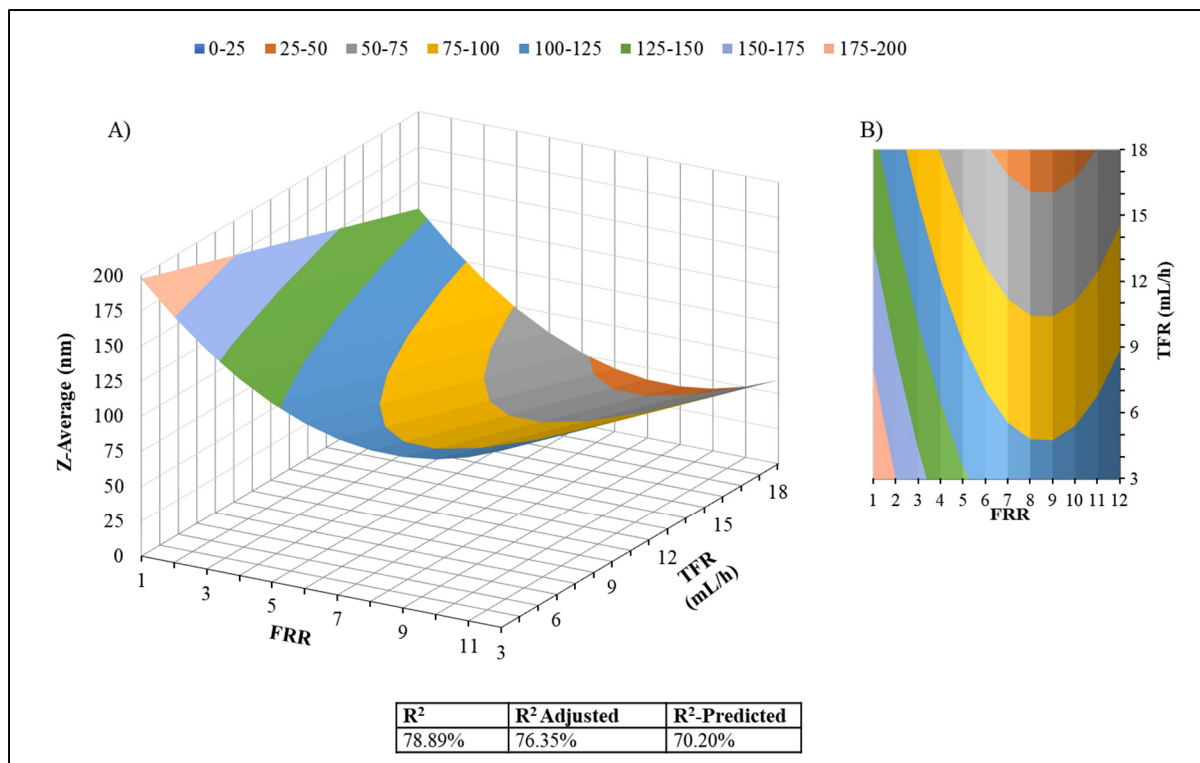 0-25 25-50 50-75 75-100 100-125 125-150 150-175 175-200
A)
B)
Z-Average (nm)
200
175
150
125
100
75
50
25
0
1 3 5 7 9 11
FRR
3 6 9 12 15 18
TFR
(mL/h)
18
15
12
9
6
3
TFR (mL/h)
1 2 3 4 5 6 7 8 9 10 11 12
FRR
R² R² Adjusted R²-Predicted
78.89% 76.35% 70.20%